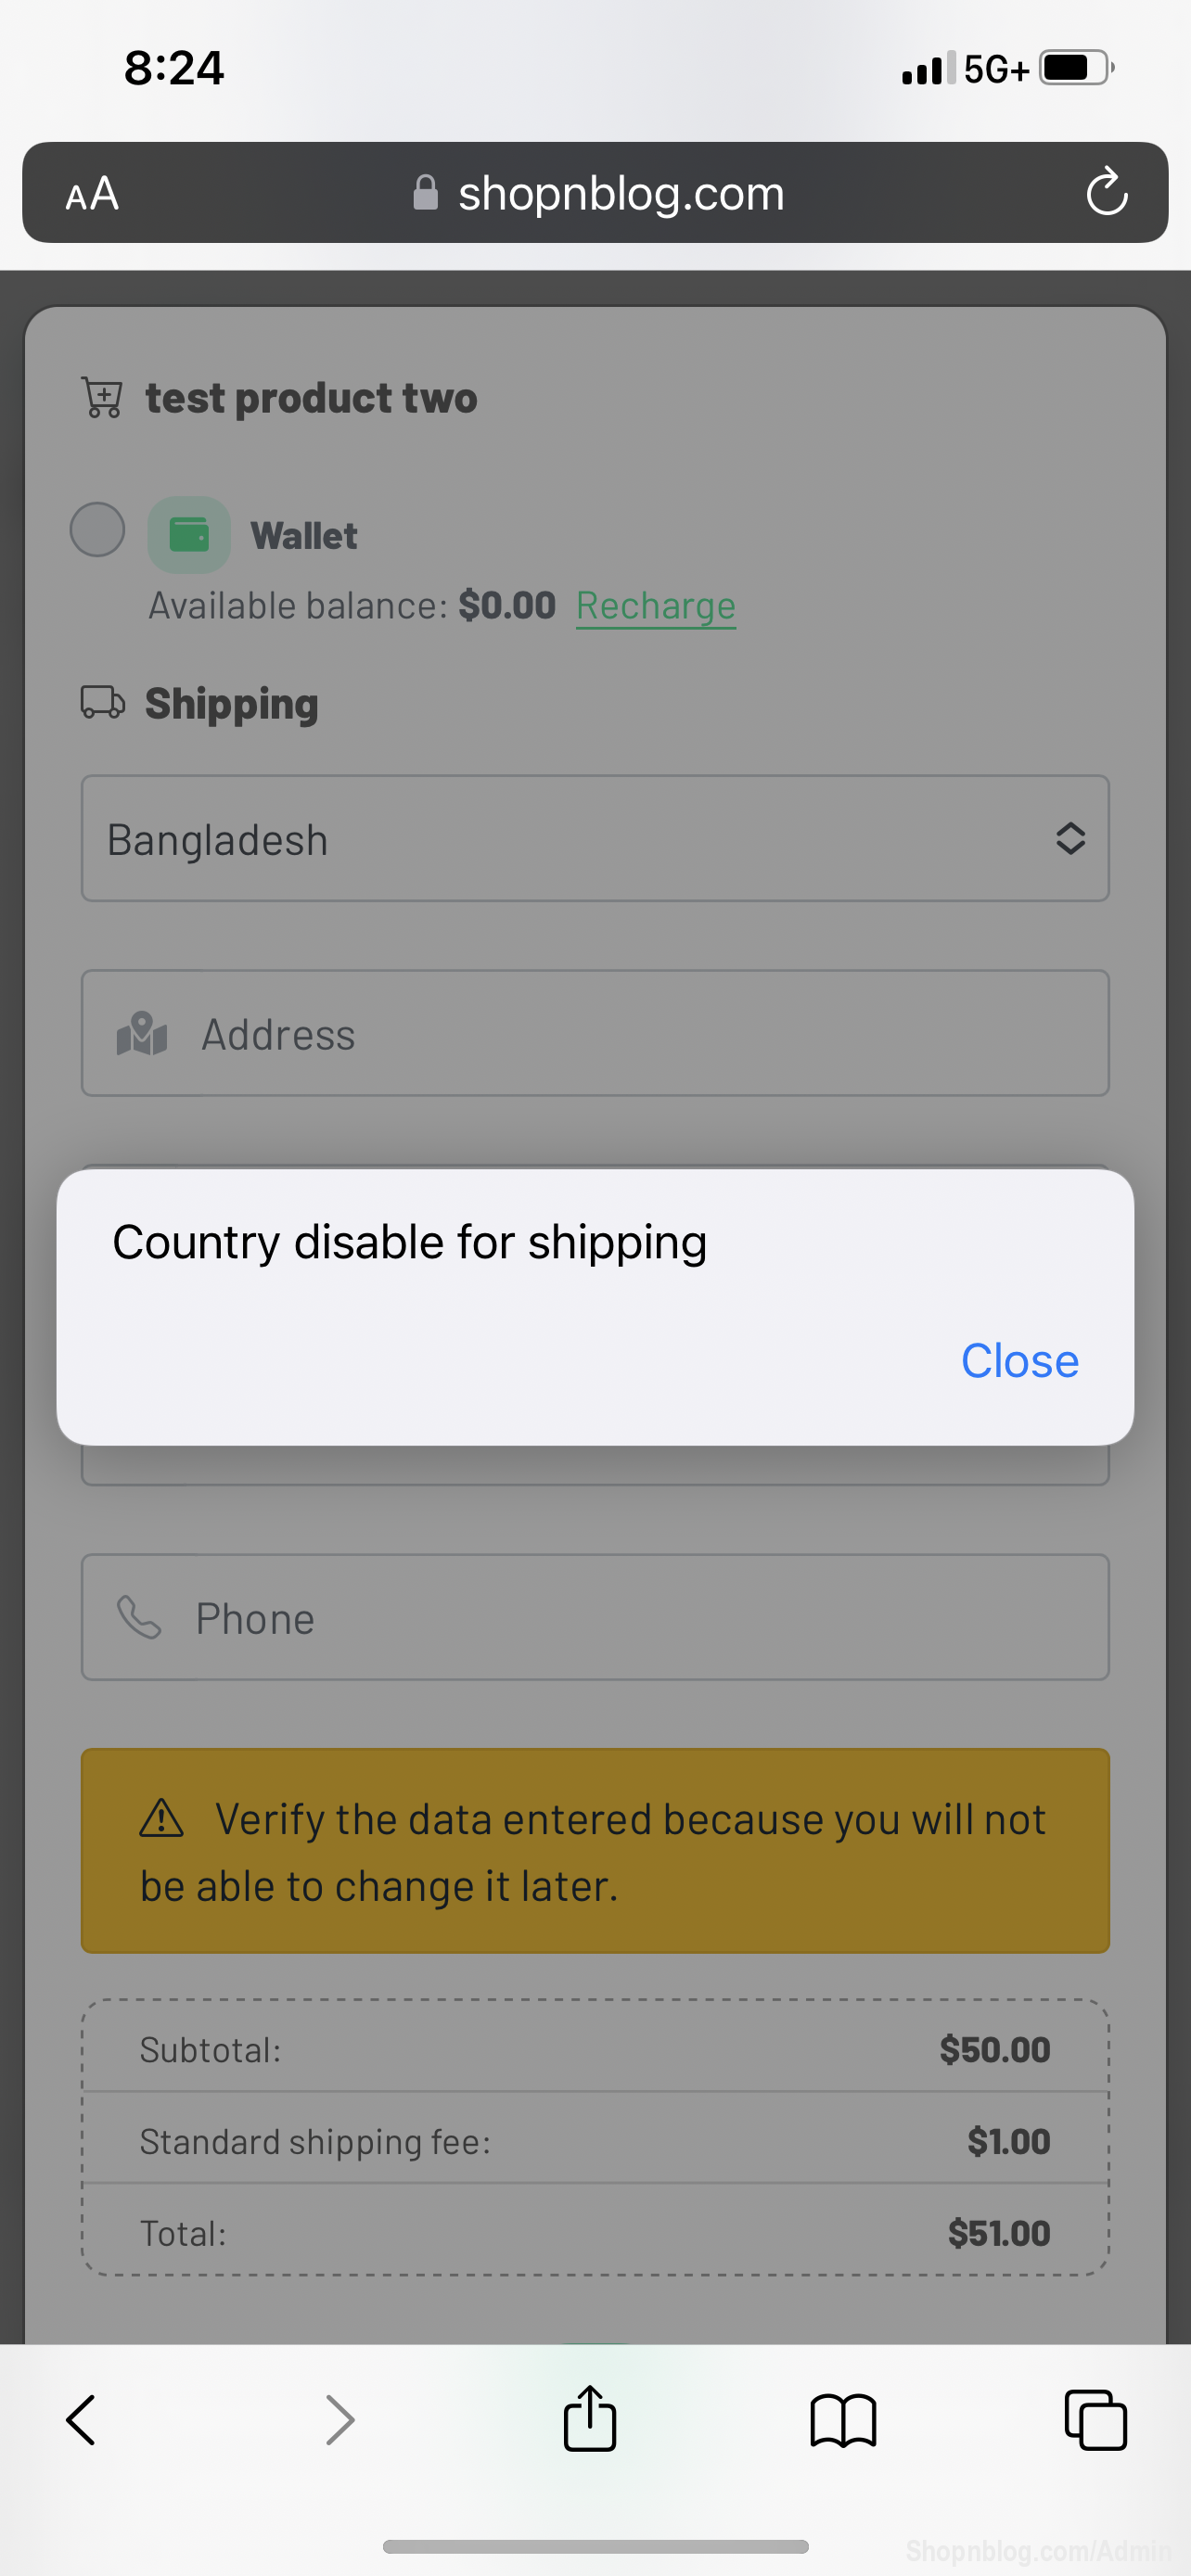 8:24
5G+
AA
shopnblog.com
test product two
Wallet
Available balance: $0.00 Recharge
Shipping
Bangladesh
Address
Country disable for shipping
Close
Phone
Verify the data entered because you will not
be able to change it later.
Subtotal: $50.00
Standard shipping fee: $1.00
Total: $51.00
Shopnblog.com/Admin